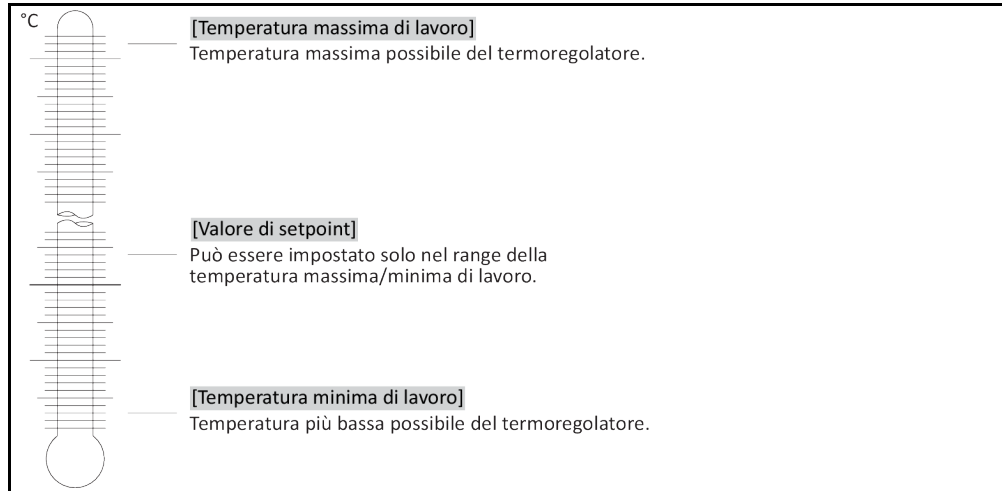 °C
[Temperatura massima di lavoro]
Temperatura massima possibile del termoregolatore.
[Valore di setpoint]
Può essere impostato solo nel range della
temperatura massima/minima di lavoro.
[Temperatura minima di lavoro]
Temperatura più bassa possibile del termoregolatore.